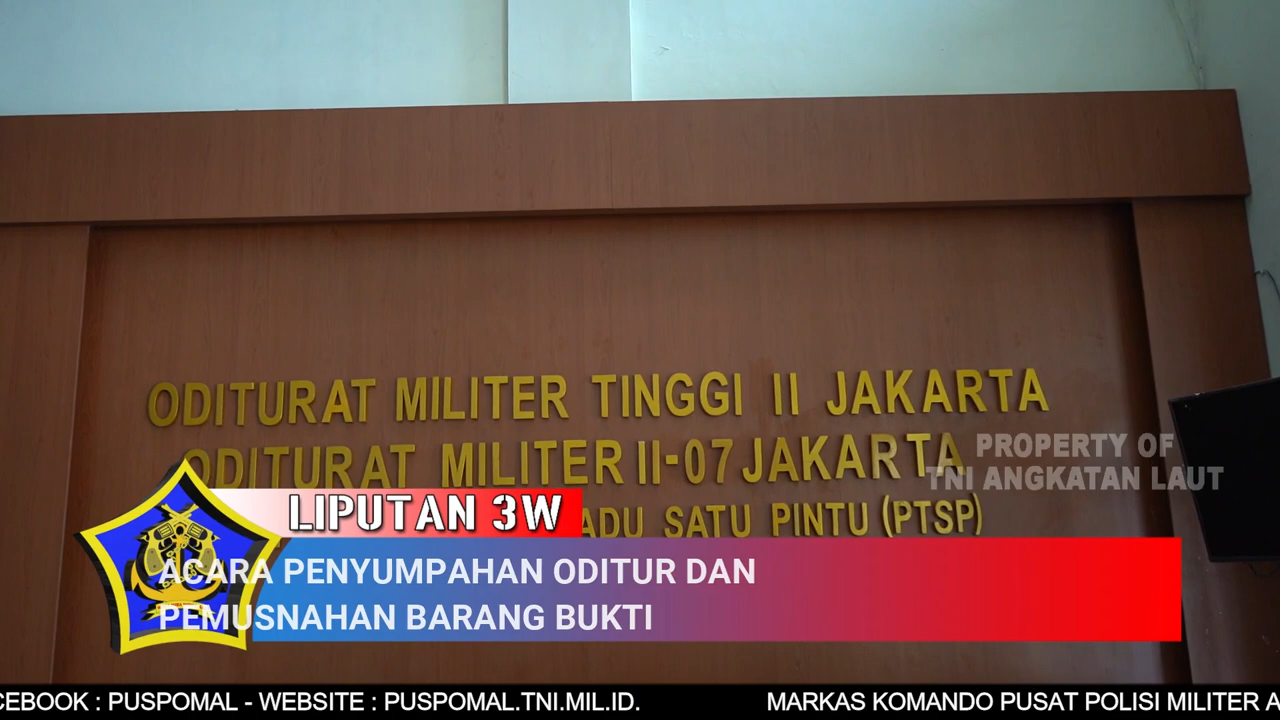 ODITURAT MILITER TINGGI II JAKARTA
ODITURAT MILITER II-07 JAKARTA
PROPERTY OF
TNI ANGKATAN LAUT
SATU PINTU (PTSP)
LIPUTAN 3W
ACARA PENYUMPAHAN ODITUR DAN
PEMUSNAHAN BARANG BUKTI
CEBOOK : PUSPOMAL - WEBSITE : PUSPOMAL.TNI.MIL.ID. MARKAS KOMANDO PUSAT POLISI MILITER A